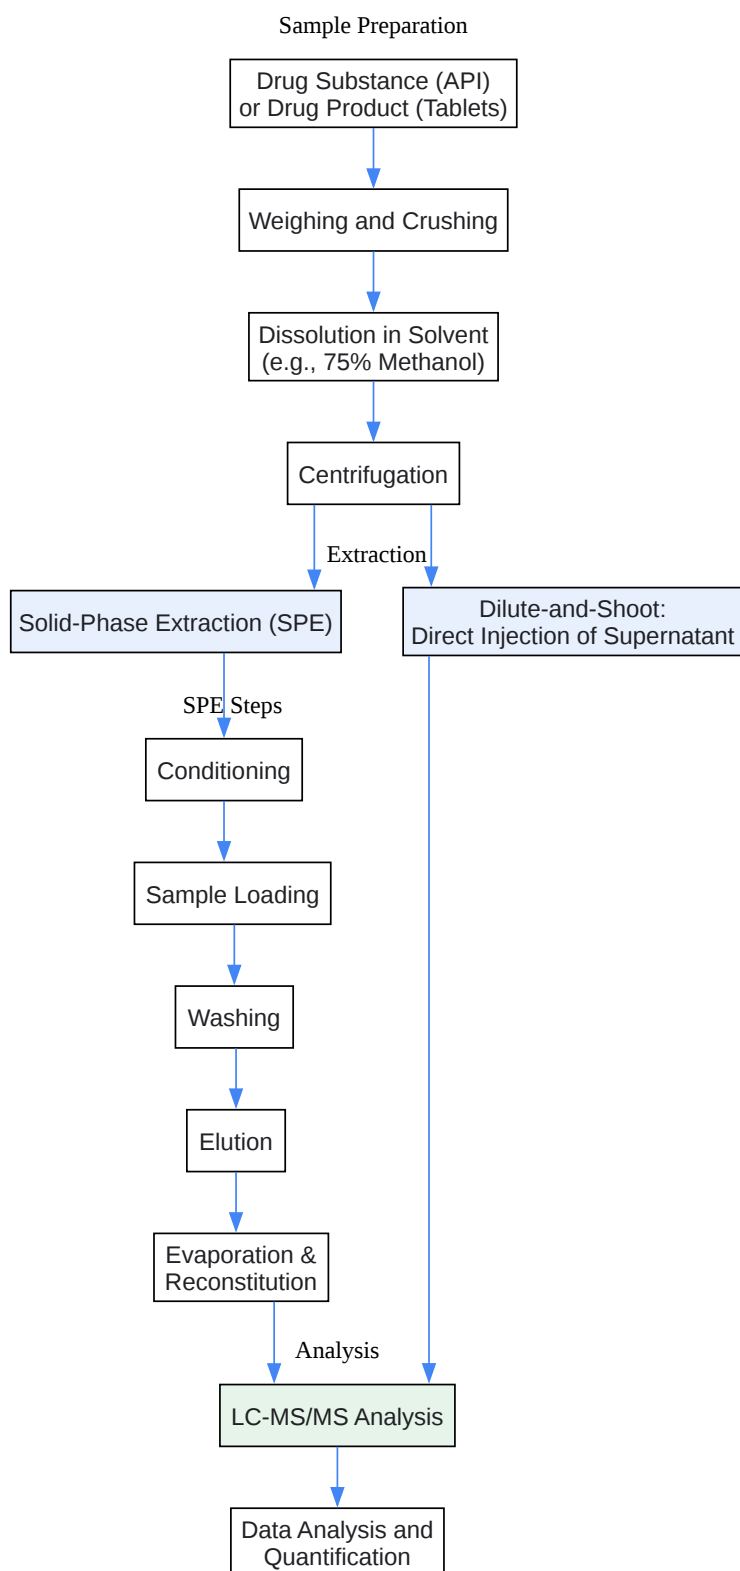 Sample Preparation
Drug Substance (API)
or Drug Product (Tablets)
Weighing and Crushing
Dissolution in Solvent
(e.g., 75% Methanol)
Centrifugation
Extraction
Solid-Phase Extraction (SPE)
Dilute-and-Shoot:
Direct Injection of Supernatant
SPE Steps
Conditioning
Sample Loading
Washing
Elution
Evaporation &
Reconstitution
Analysis
LC-MS/MS Analysis
Data Analysis and
Quantification